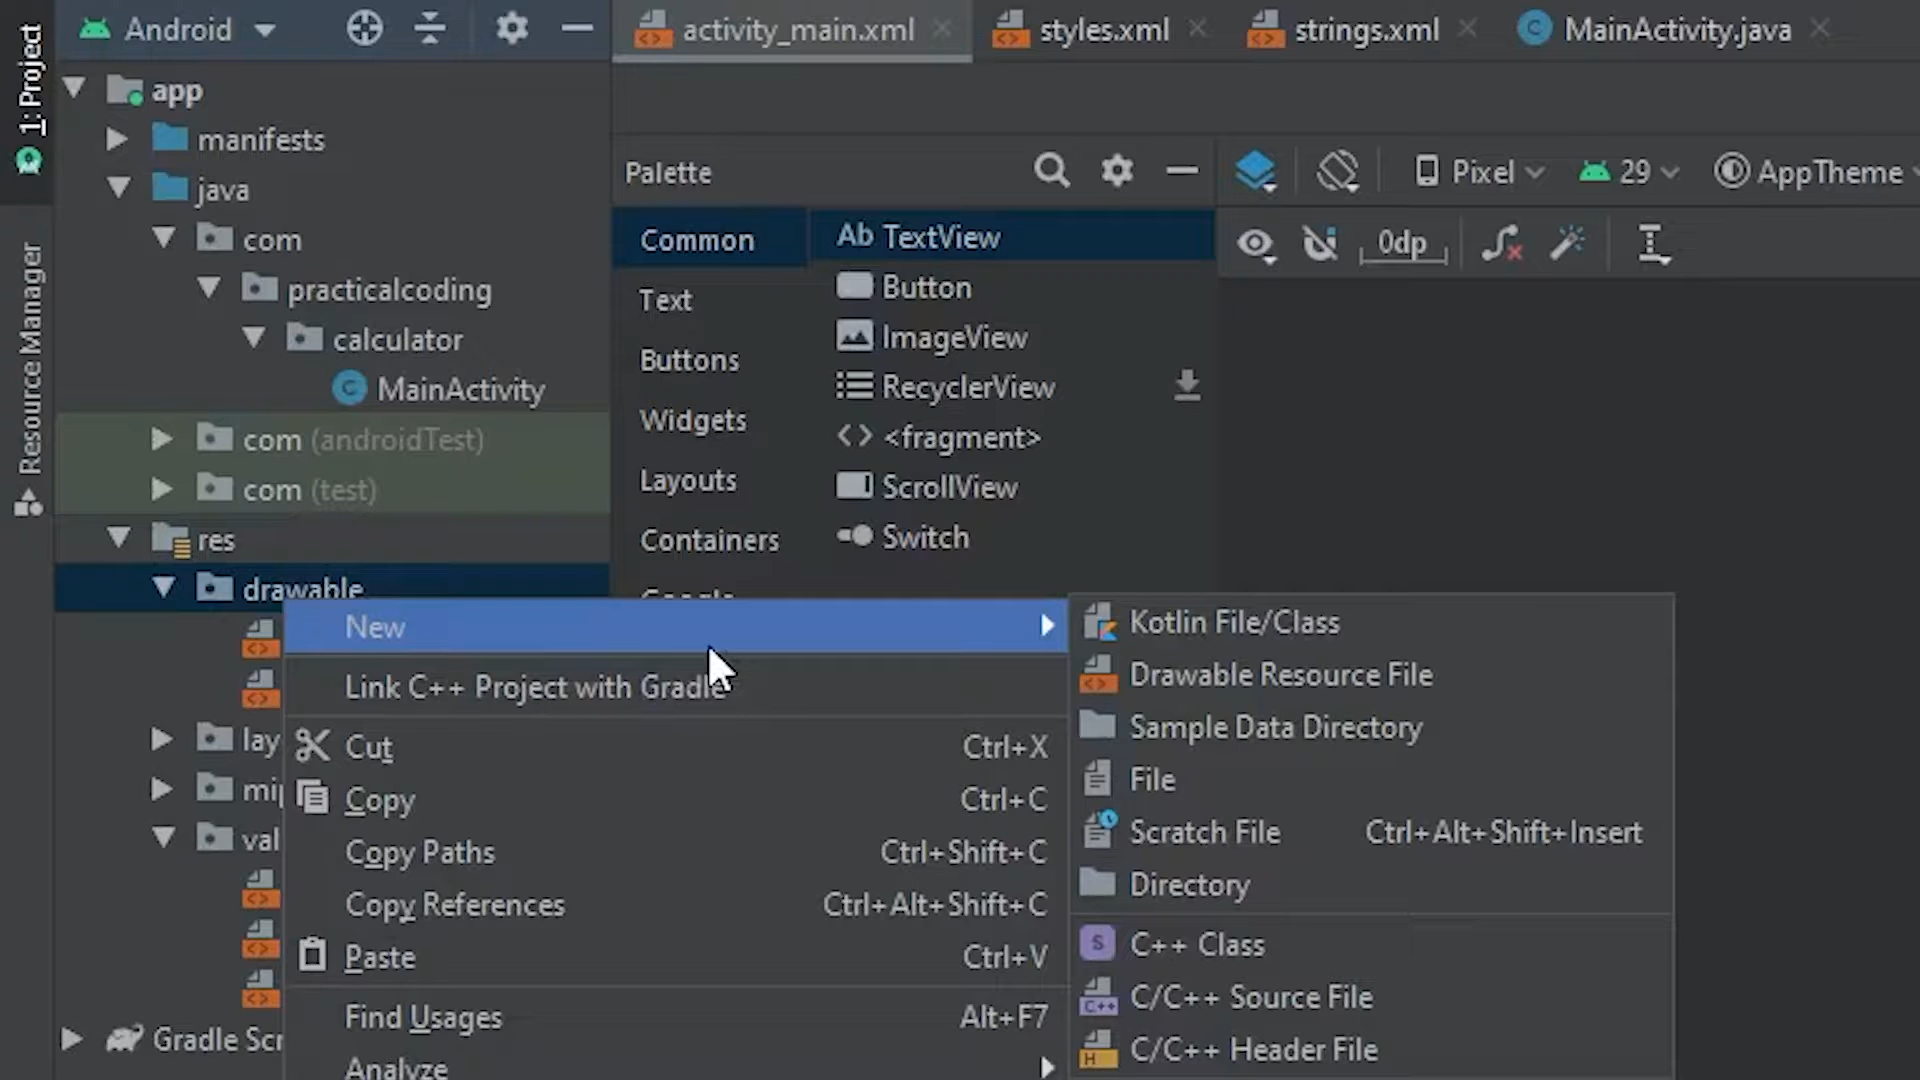 1: Project
Resource Manager
Android
activity_main.xml
styles.xml
strings.xml
MainActivity.java
app
manifests
java
com
practicalcoding
calculator
MainActivity
com (androidTest)
com (test)
res
drawable
lay
val
Gradle Scr
Palette
Common
Text
Buttons
Widgets
Layouts
Containers
Ab TextView
Button
ImageView
RecyclerView
<fragment>
ScrollView
Switch
Pixel
29
AppTheme
0dp
New
Link C++ Project with Gradle
Cut Ctrl+X
Copy Ctrl+C
Copy Paths Ctrl+Shift+C
Copy References Ctrl+Alt+Shift+C
Paste Ctrl+V
Find Usages Alt+F7
Analyze
Kotlin File/Class
Drawable Resource File
Sample Data Directory
File
Scratch File Ctrl+Alt+Shift+Insert
Directory
S C++ Class
C++ C/C++ Source File
H C/C++ Header File